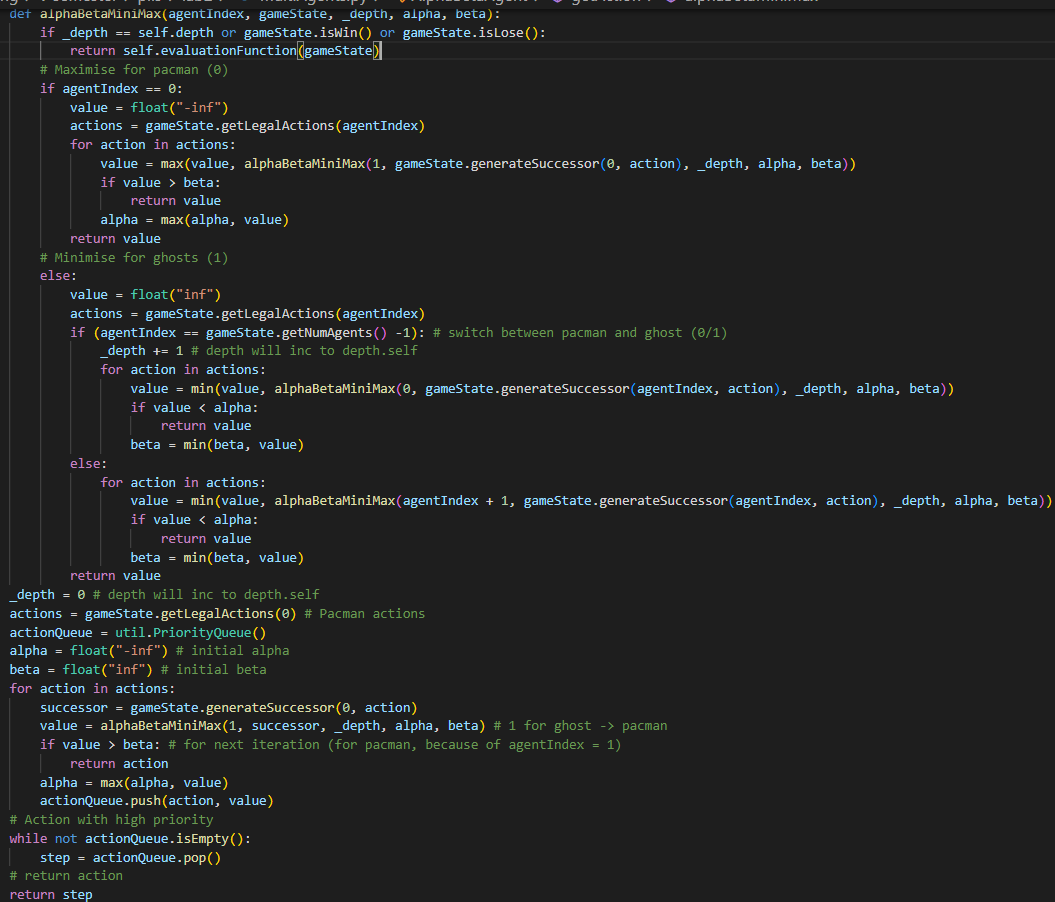 def alphaBetaMiniMax(agentIndex, gameState, _depth, alpha, beta):
    if _depth == self.depth or gameState.isWin() or gameState.isLose():
        return self.evaluationFunction(gameState)
    # Maximise for pacman (0)
    if agentIndex == 0:
        value = float("-inf")
        actions = gameState.getLegalActions(agentIndex)
        for action in actions:
            value = max(value, alphaBetaMiniMax(1, gameState.generateSuccessor(0, action), _depth, alpha, beta))
            if value > beta:
                return value
            alpha = max(alpha, value)
        return value
    # Minimise for ghosts (1)
    else:
        value = float("inf")
        actions = gameState.getLegalActions(agentIndex)
        if (agentIndex == gameState.getNumAgents() -1): # switch between pacman and ghost (0/1)
            _depth += 1 # depth will inc to depth.self
            for action in actions:
                value = min(value, alphaBetaMiniMax(0, gameState.generateSuccessor(agentIndex, action), _depth, alpha, beta))
                if value < alpha:
                    return value
                beta = min(beta, value)
        else:
            for action in actions:
                value = min(value, alphaBetaMiniMax(agentIndex + 1, gameState.generateSuccessor(agentIndex, action), _depth, alpha, beta))
                if value < alpha:
                    return value
                beta = min(beta, value)
        return value
_depth = 0 # depth will inc to depth.self
actions = gameState.getLegalActions(0) # Pacman actions
actionQueue = util.PriorityQueue()
alpha = float("-inf") # initial alpha
beta = float("inf") # initial beta
for action in actions:
    successor = gameState.generateSuccessor(0, action)
    value = alphaBetaMiniMax(1, successor, _depth, alpha, beta) # 1 for ghost -> pacman
    if value > beta: # for next iteration (for pacman, because of agentIndex = 1)
        return action
    alpha = max(alpha, value)
    actionQueue.push(action, value)
# Action with high priority
while not actionQueue.isEmpty():
    step = actionQueue.pop()
# return action
return step